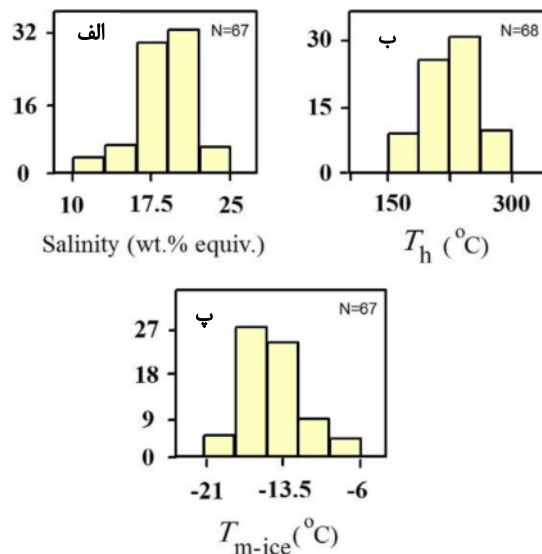 الف
N=67
32
16
0
10 17.5 25
Salinity (wt.% equiv.)
ب
N=68
30
15
0
150 300
Th (°C)
پ
N=67
27
18
9
0
-21 -13.5 -6
Tm-ice(°C)